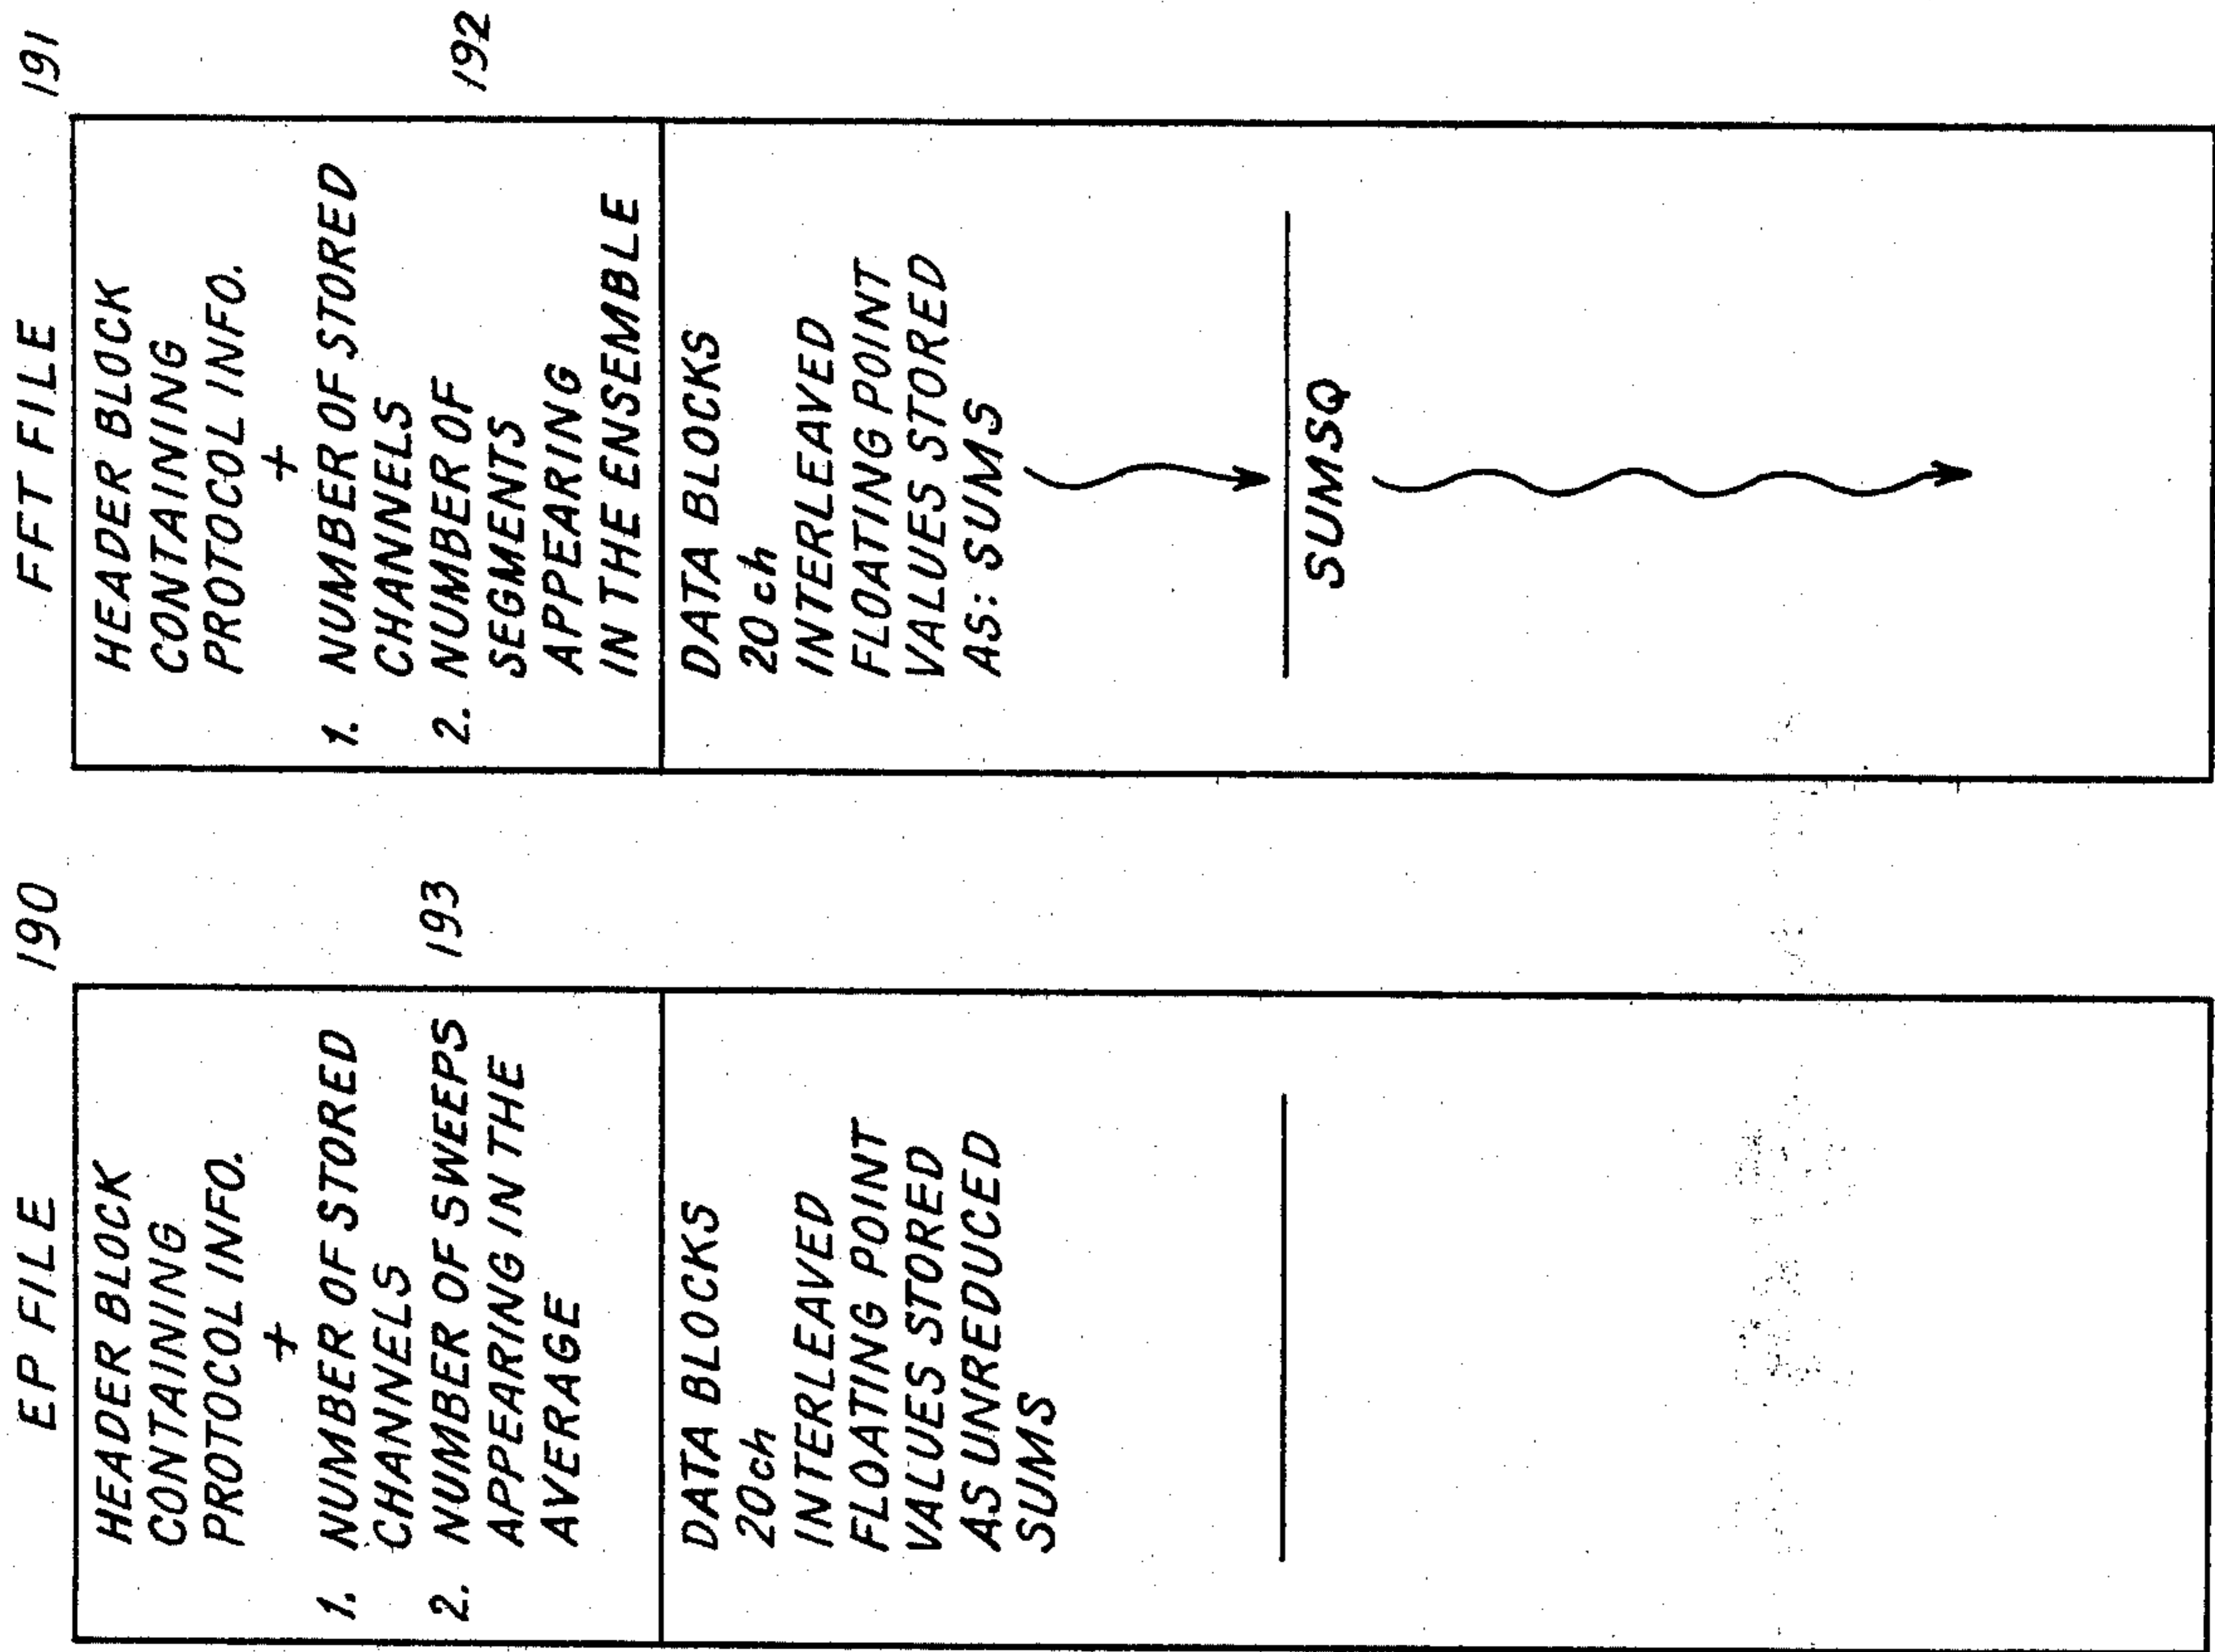 EP FILE 190
HEADER BLOCK
CONTAINING
PROTOCOL INFO.
+
1. NUMBER OF STORED
CHANNELS
2. NUMBER OF SWEEPS
APPEARING IN THE
AVERAGE
193
DATA BLOCKS
20ch
INTERLEAVED
FLOATING POINT
VALUES STORED
AS UNREDUCED
SUMS
FFT FILE 191
HEADER BLOCK
CONTAINING
PROTOCOL INFO.
+
1. NUMBER OF STORED
CHANNELS
2. NUMBER OF
SEGMENTS
APPEARING
IN THE ENSEMBLE
192
DATA BLOCKS
20ch
INTERLEAVED
FLOATING POINT
VALUES STORED
AS: SUMS
SUMSQ